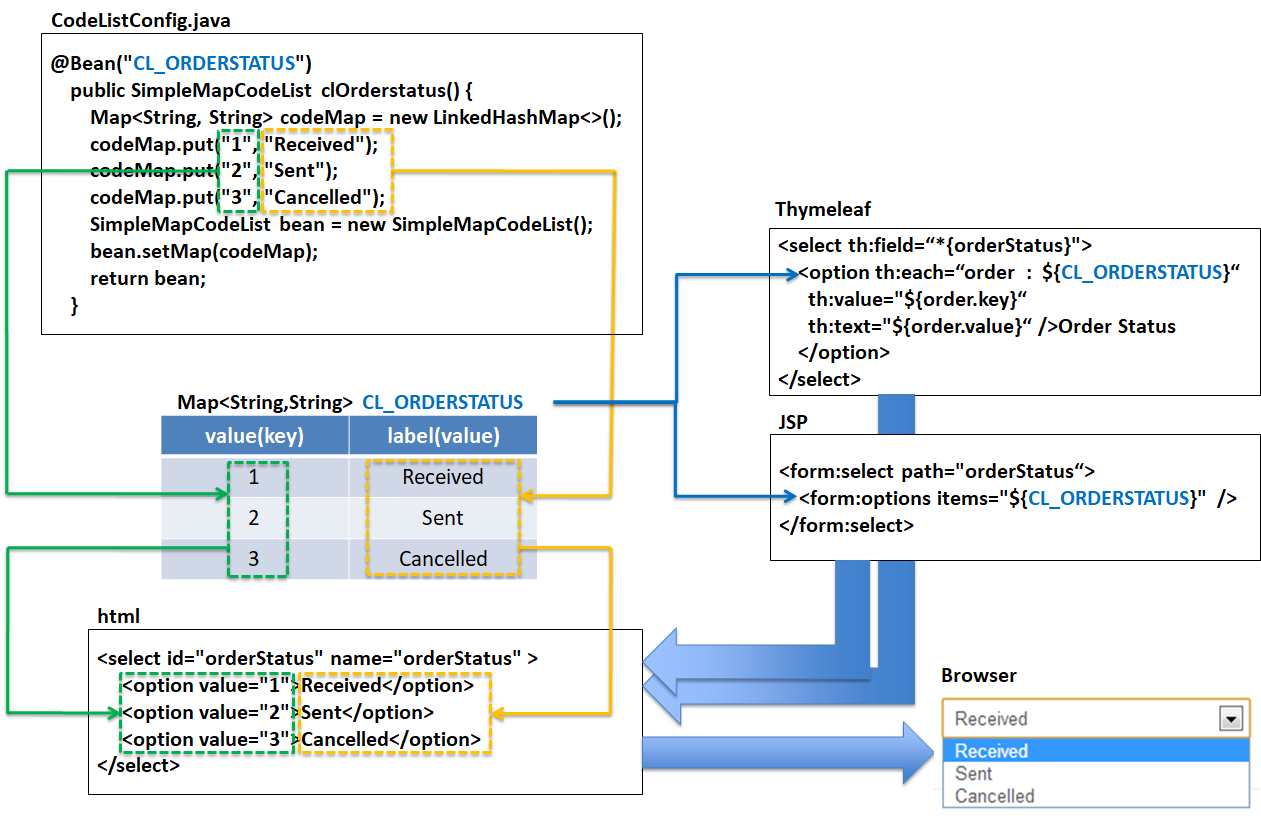 CodeListConfig.java
@Bean("CL_ORDERSTATUS")
public SimpleMapCodeList clOrderstatus() {
Map<String, String> codeMap = new LinkedHashMap<>();
codeMap.put("1", "Received");
codeMap.put("2", "Sent");
codeMap.put("3", "Cancelled");
SimpleMapCodeList bean = new SimpleMapCodeList();
bean.setMap(codeMap);
return bean;
}
Thymeleaf
<select th:field=“*{orderStatus}">
<option th:each=“order : ${CL_ORDERSTATUS}“
th:value="${order.key}“
th:text="${order.value}“ />Order Status
</option>
</select>
Map<String,String> CL_ORDERSTATUS
value(key) label(value)
1 Received
2 Sent
3 Cancelled
JSP
<form:select path="orderStatus“>
<form:options items="${CL_ORDERSTATUS}" />
</form:select>
html
<select id="orderStatus" name="orderStatus" >
<option value="1">Received</option>
<option value="2">Sent</option>
<option value="3">Cancelled</option>
</select>
Browser
Received
Received
Sent
Cancelled